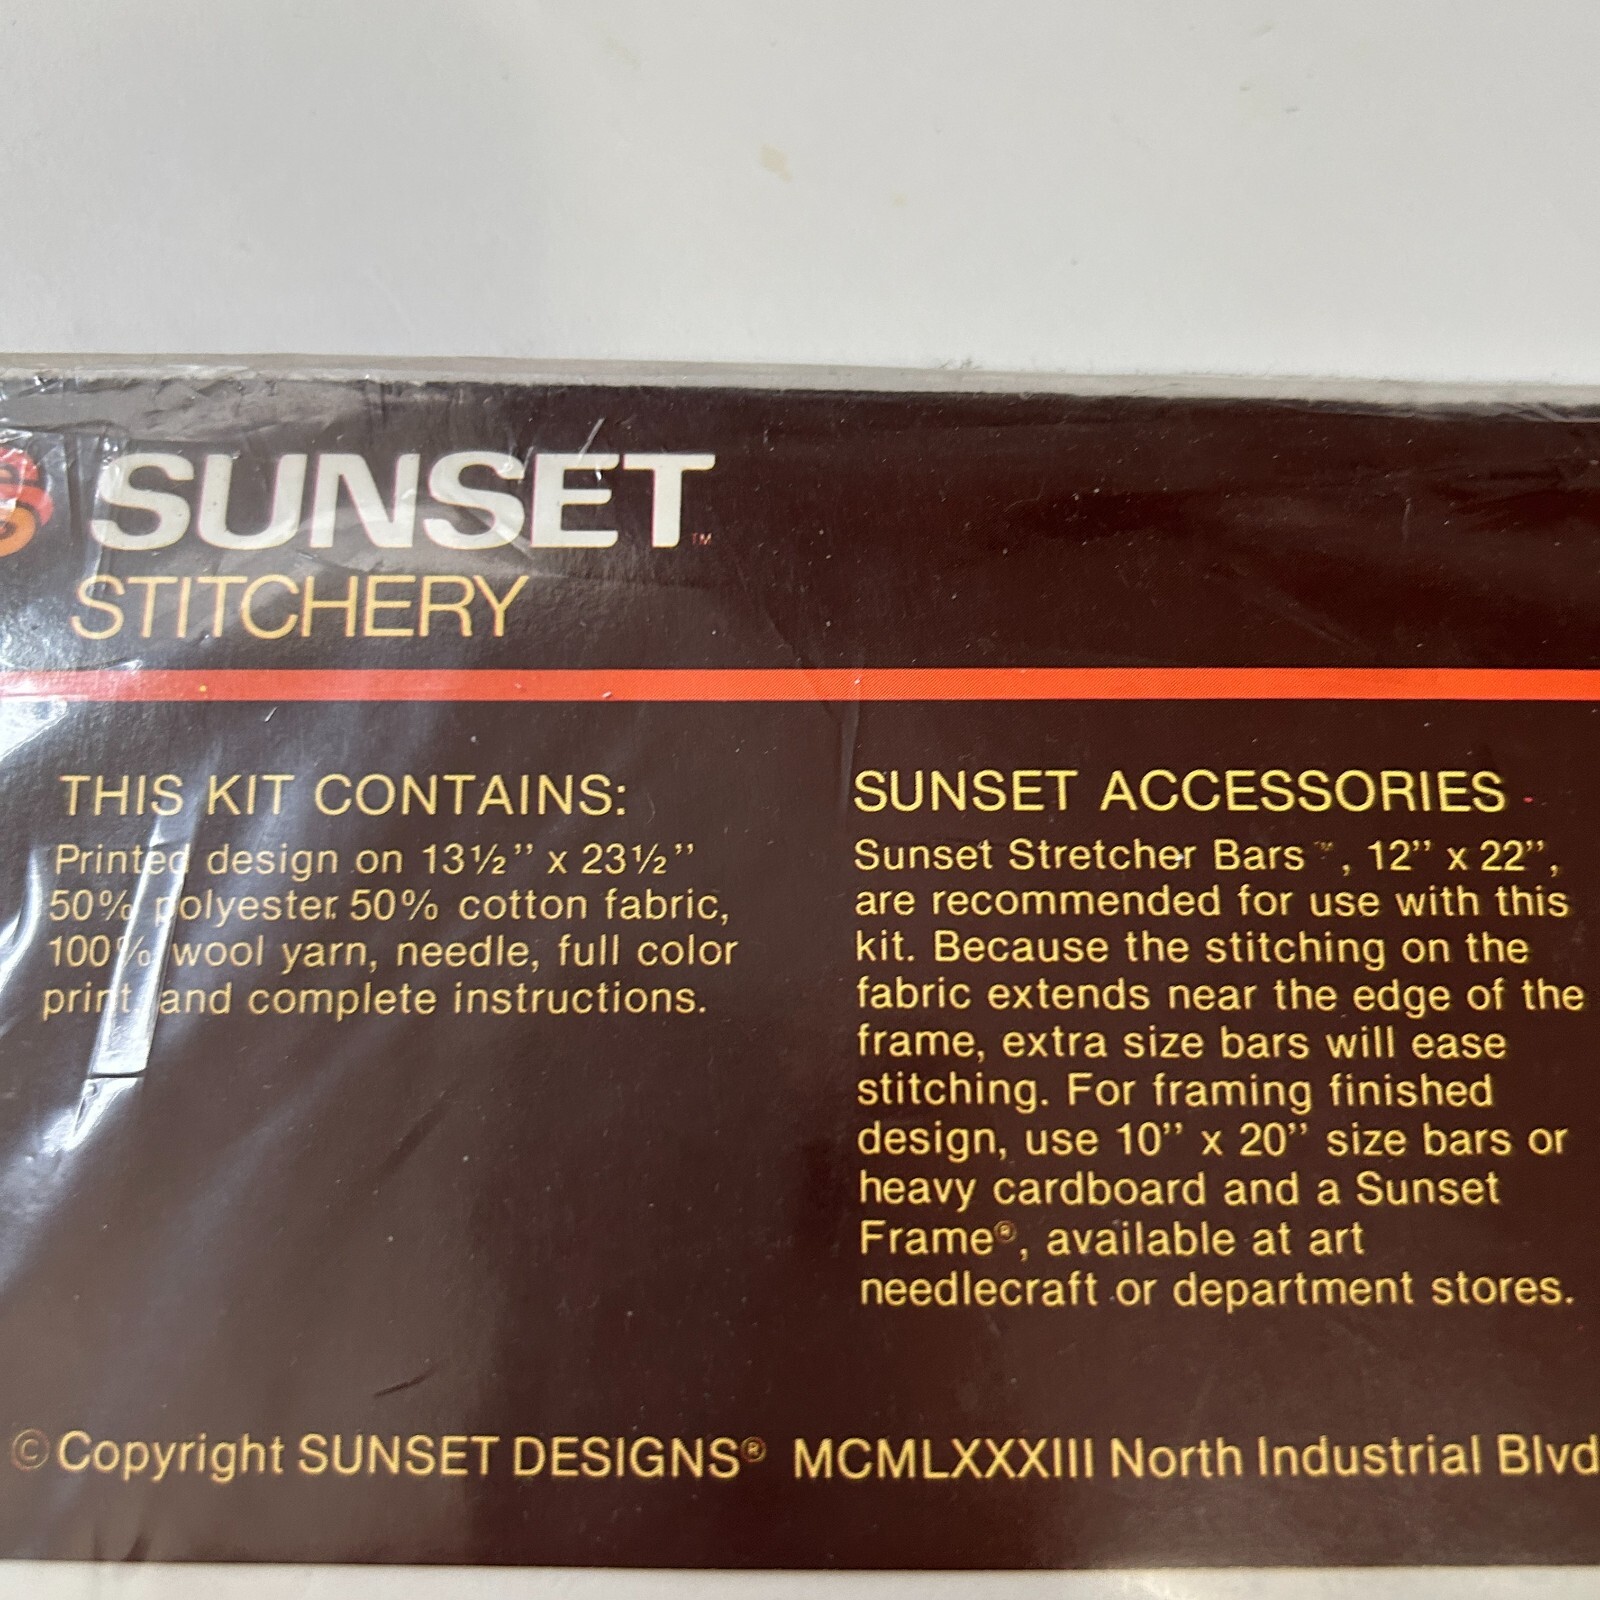 SUNSET™
STITCHERY
THIS KIT CONTAINS:
Printed design on 13½" x 23½"
50% polyester 50% cotton fabric,
100% wool yarn, needle, full color
print, and complete instructions.
SUNSET ACCESSORIES
Sunset Stretcher Bars™, 12" x 22",
are recommended for use with this
kit. Because the stitching on the
fabric extends near the edge of the
frame, extra size bars will ease
stitching. For framing finished
design, use 10" x 20" size bars or
heavy cardboard and a Sunset
Frame®, available at art
needlecraft or department stores.
© Copyright SUNSET DESIGNS® MCMLXXXIII North Industrial Blvd